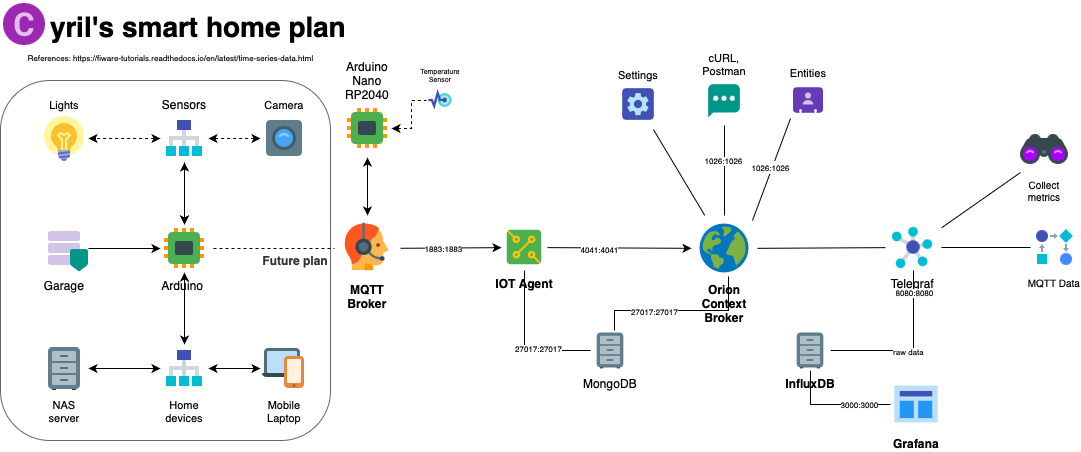 Cyril's smart home plan
References: https://fiware-tutorials.readthedocs.io/en/latest/time-series-data.html
Lights
Sensors
Camera
Garage
Arduino
Future plan
NAS
server
Home
devices
Mobile
Laptop
Arduino
Nano
RP2040
Temperature
Sensor
MQTT
Broker
1883:1883
IOT Agent
4041:4041
27017:27017
MongoDB
27017:27017
Settings
cURL,
Postman
Entities
1026:1026
1026:1026
Orion
Context
Broker
Telegraf
8080:8080
raw data
InfluxDB
3000:3000
Grafana
Collect
metrics
MQTT Data